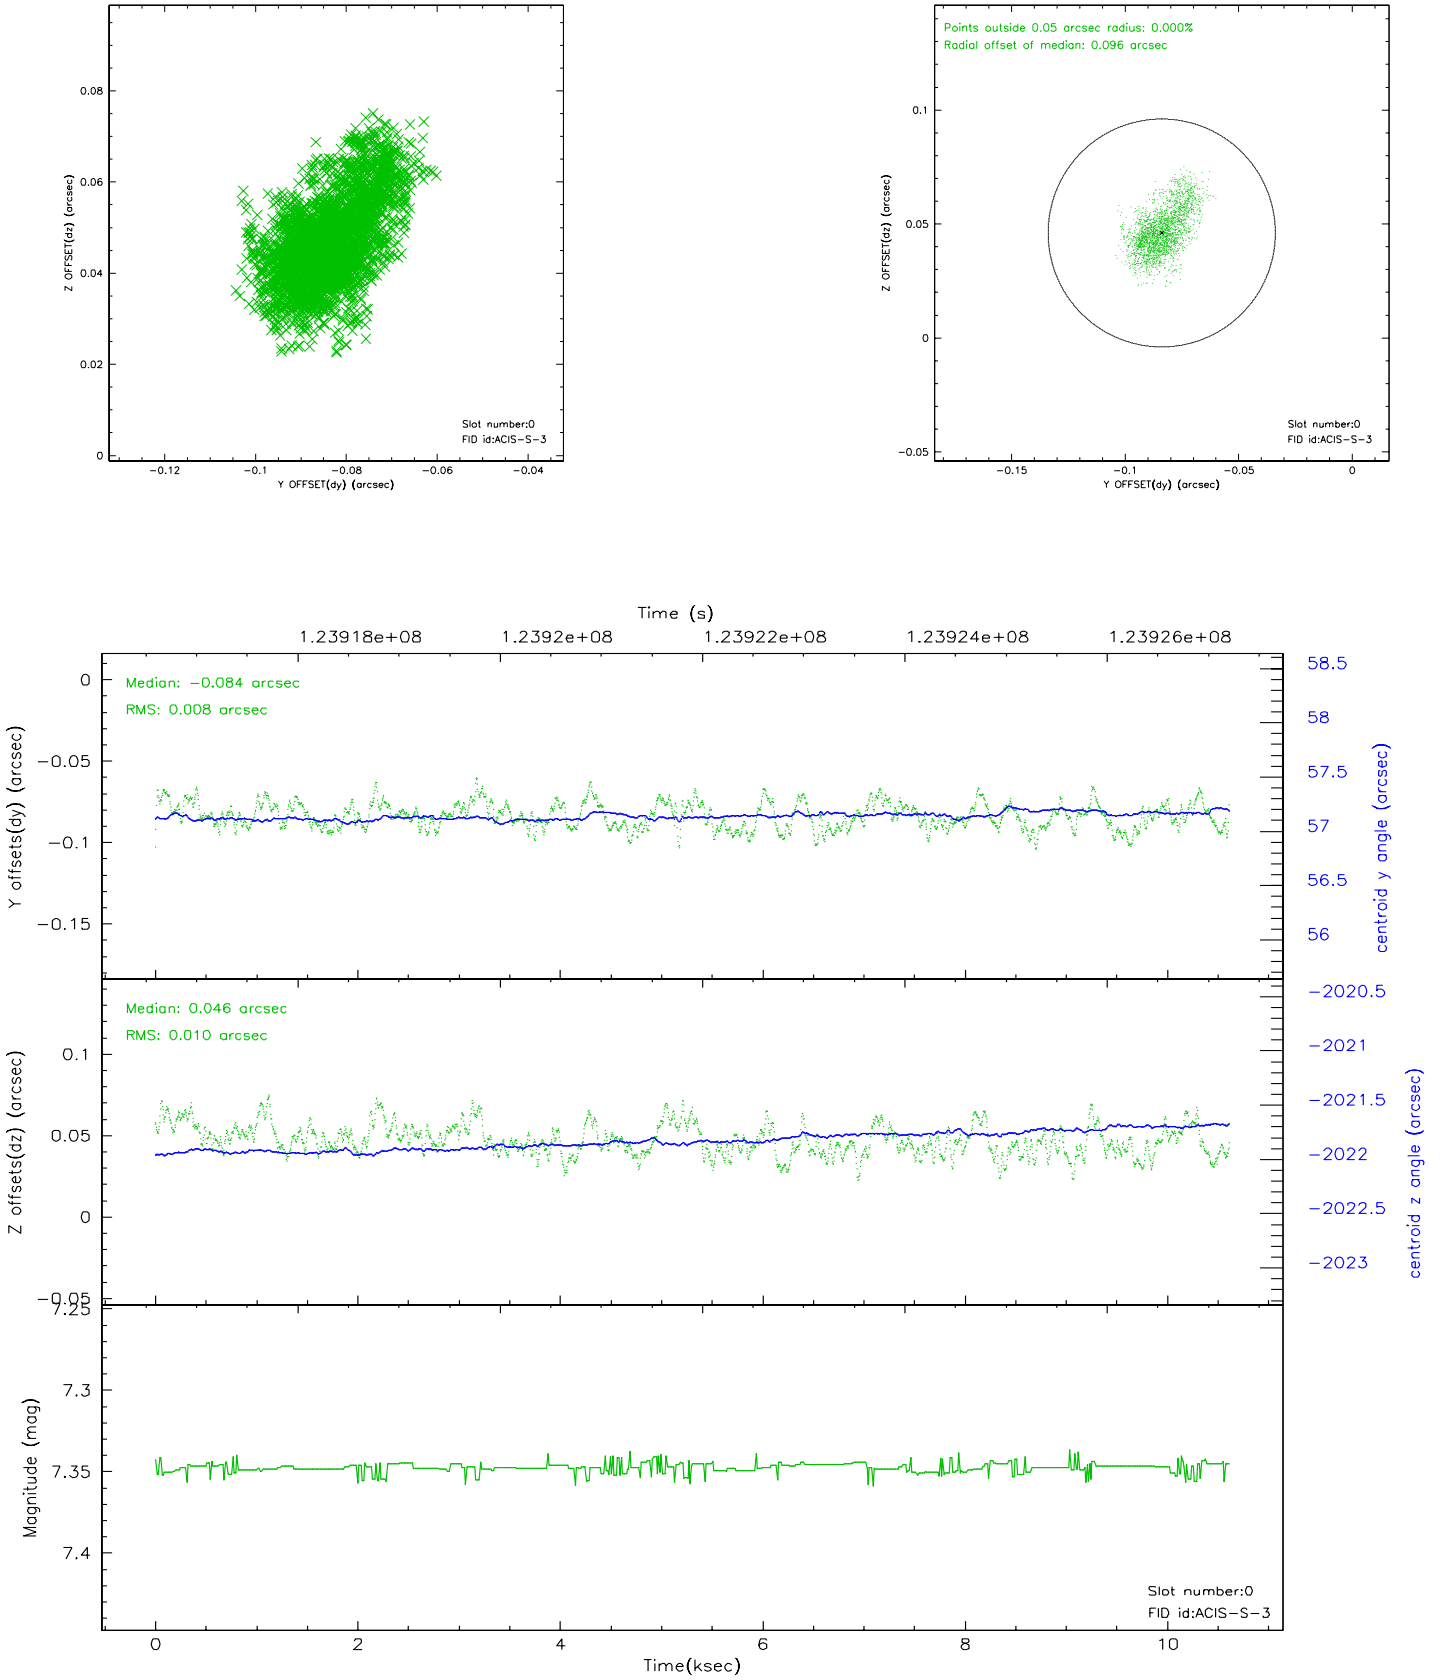 0.08
0.06
0.04
0.02
0
Z OFFSET(dz) (arcsec)
Slot number:0
FID id:ACIS-S-3
-0.12 -0.1 -0.08 -0.06 -0.04
Y OFFSET(dy) (arcsec)
Points outside 0.05 arcsec radius: 0.000%
Radial offset of median: 0.096 arcsec
0.1
0.05
0
-0.05
Z OFFSET(dz) (arcsec)
Slot number:0
FID id:ACIS-S-3
-0.15 -0.1 -0.05 0
Y OFFSET(dy) (arcsec)
Time (s)
1.23918e+08 1.2392e+08 1.23922e+08 1.23924e+08 1.23926e+08
Median: -0.084 arcsec
RMS: 0.008 arcsec
0
-0.05
-0.1
-0.15
Y offsets(dy) (arcsec)
58.5
58
57.5
57
56.5
56
centroid y angle (arcsec)
Median: 0.046 arcsec
RMS: 0.010 arcsec
0.1
0.05
0
-0.05
Z offsets(dz) (arcsec)
-2020.5
-2021
-2021.5
-2022
-2022.5
-2023
centroid z angle (arcsec)
7.25
7.3
7.35
7.4
Magnitude (mag)
Slot number:0
FID id:ACIS-S-3
0 2 4 6 8 10
Time(ksec)